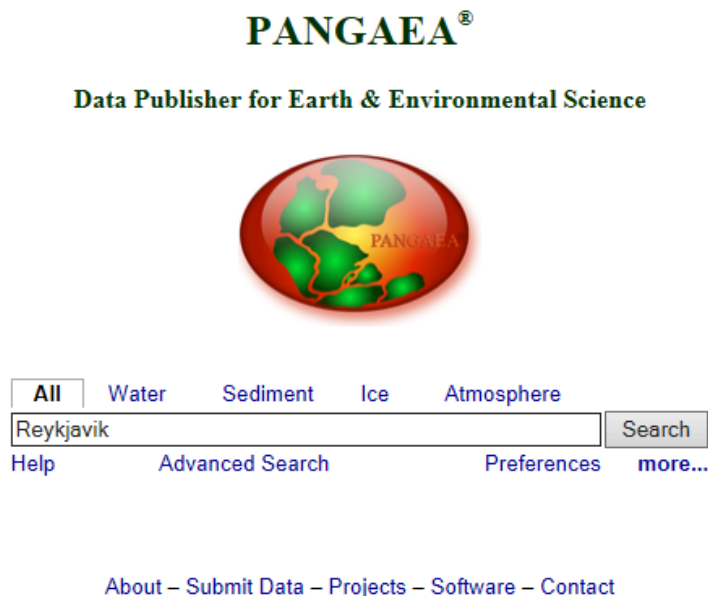 PANGAEA®
Data Publisher for Earth & Environmental Science
PANGAEA
All Water Sediment Ice Atmosphere
Reykjavik Search
Help Advanced Search Preferences more...
About – Submit Data – Projects – Software – Contact